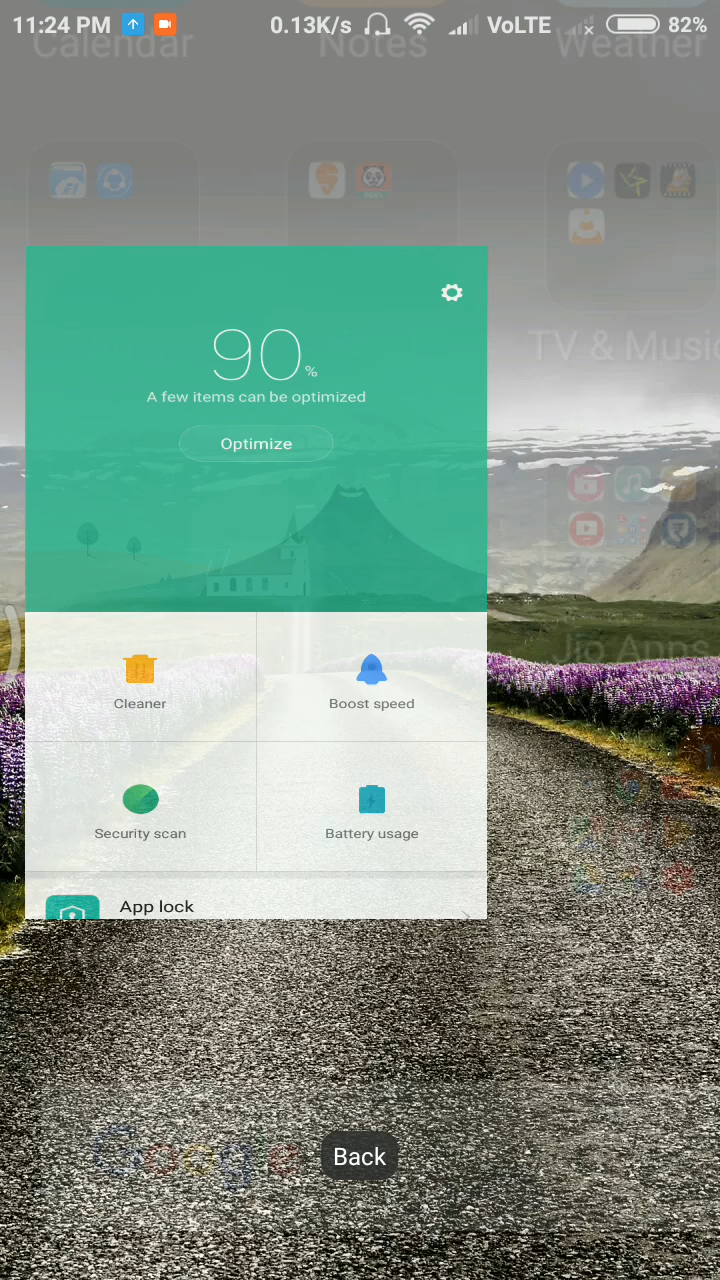 11:24 PM 0.13K/s VoLTE 82%
Calendar Notes Weather
TV & Music
90%
A few items can be optimized
Optimize
Cleaner Boost speed
Jio Apps
Security scan Battery usage
App lock
Google
Back